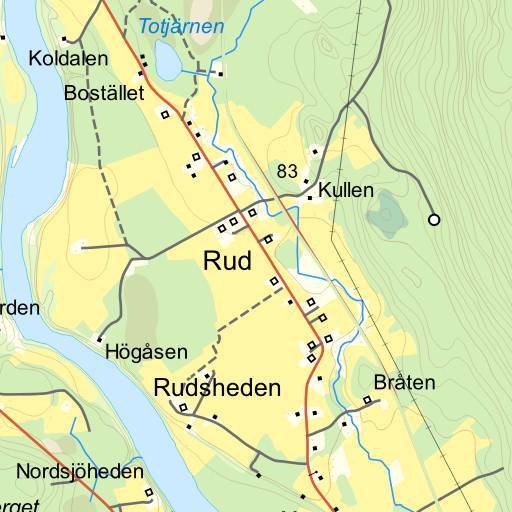 Totjärnen
Koldalen
Bostället
83
Kullen
Rud
rden
Högåsen
Rudsheden
Bråten
Nordsjöheden
erget